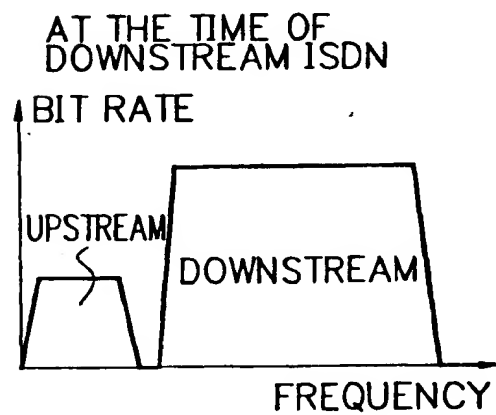 AT THE TIME OF
DOWNSTREAM ISDN
BIT RATE
UPSTREAM
DOWNSTREAM
FREQUENCY